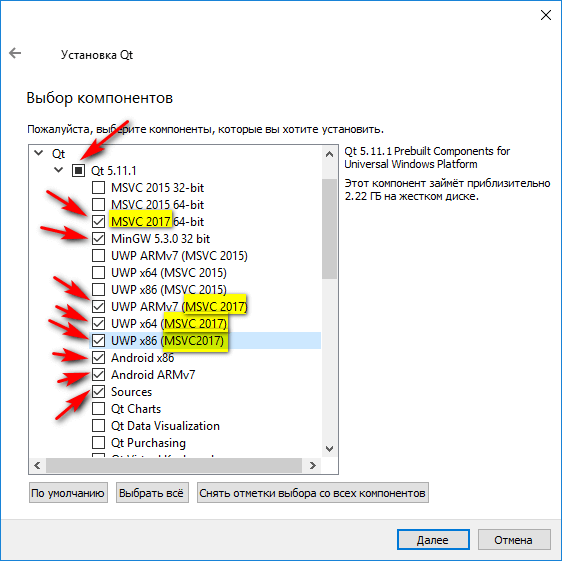 Установка Qt
Выбор компонентов
Пожалуйста, выберите компоненты, которые вы хотите установить.
Qt
Qt 5.11.1
MSVC 2015 32-bit
MSVC 2015 64-bit
MSVC 2017 64-bit
MinGW 5.3.0 32 bit
UWP ARMv7 (MSVC 2015)
UWP x64 (MSVC 2015)
UWP x86 (MSVC 2015)
UWP ARMv7 (MSVC 2017)
UWP x64 (MSVC 2017)
UWP x86 (MSVC2017)
Android x86
Android ARMv7
Sources
Qt Charts
Qt Data Visualization
Qt Purchasing
Qt 5.11.1 Prebuilt Components for
Universal Windows Platform
Этот компонент займёт приблизительно
2.22 ГБ на жестком диске.
По умолчанию
Выбрать всё
Снять отметки выбора со всех компонентов
Далее
Отмена